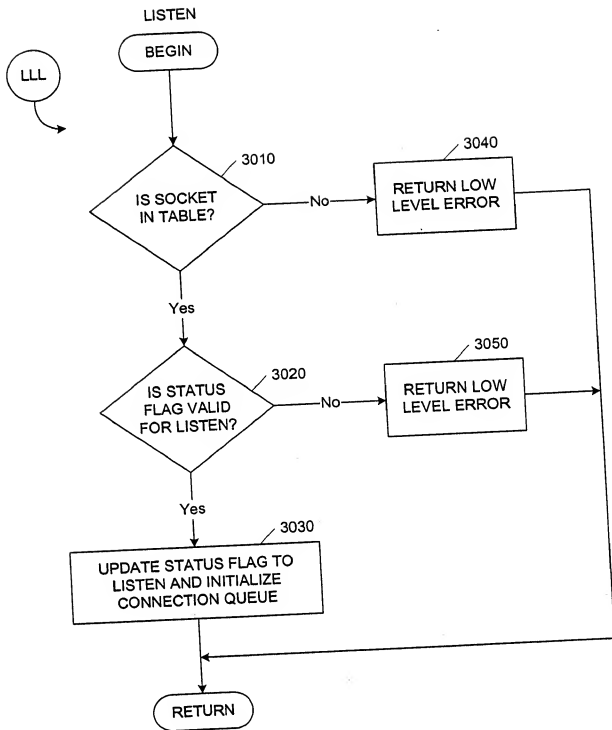 LISTEN
BEGIN
LLL
3010
IS SOCKET
IN TABLE?
No
3040
RETURN LOW
LEVEL ERROR
Yes
3020
IS STATUS
FLAG VALID
FOR LISTEN?
No
3050
RETURN LOW
LEVEL ERROR
Yes
3030
UPDATE STATUS FLAG TO
LISTEN AND INITIALIZE
CONNECTION QUEUE
RETURN